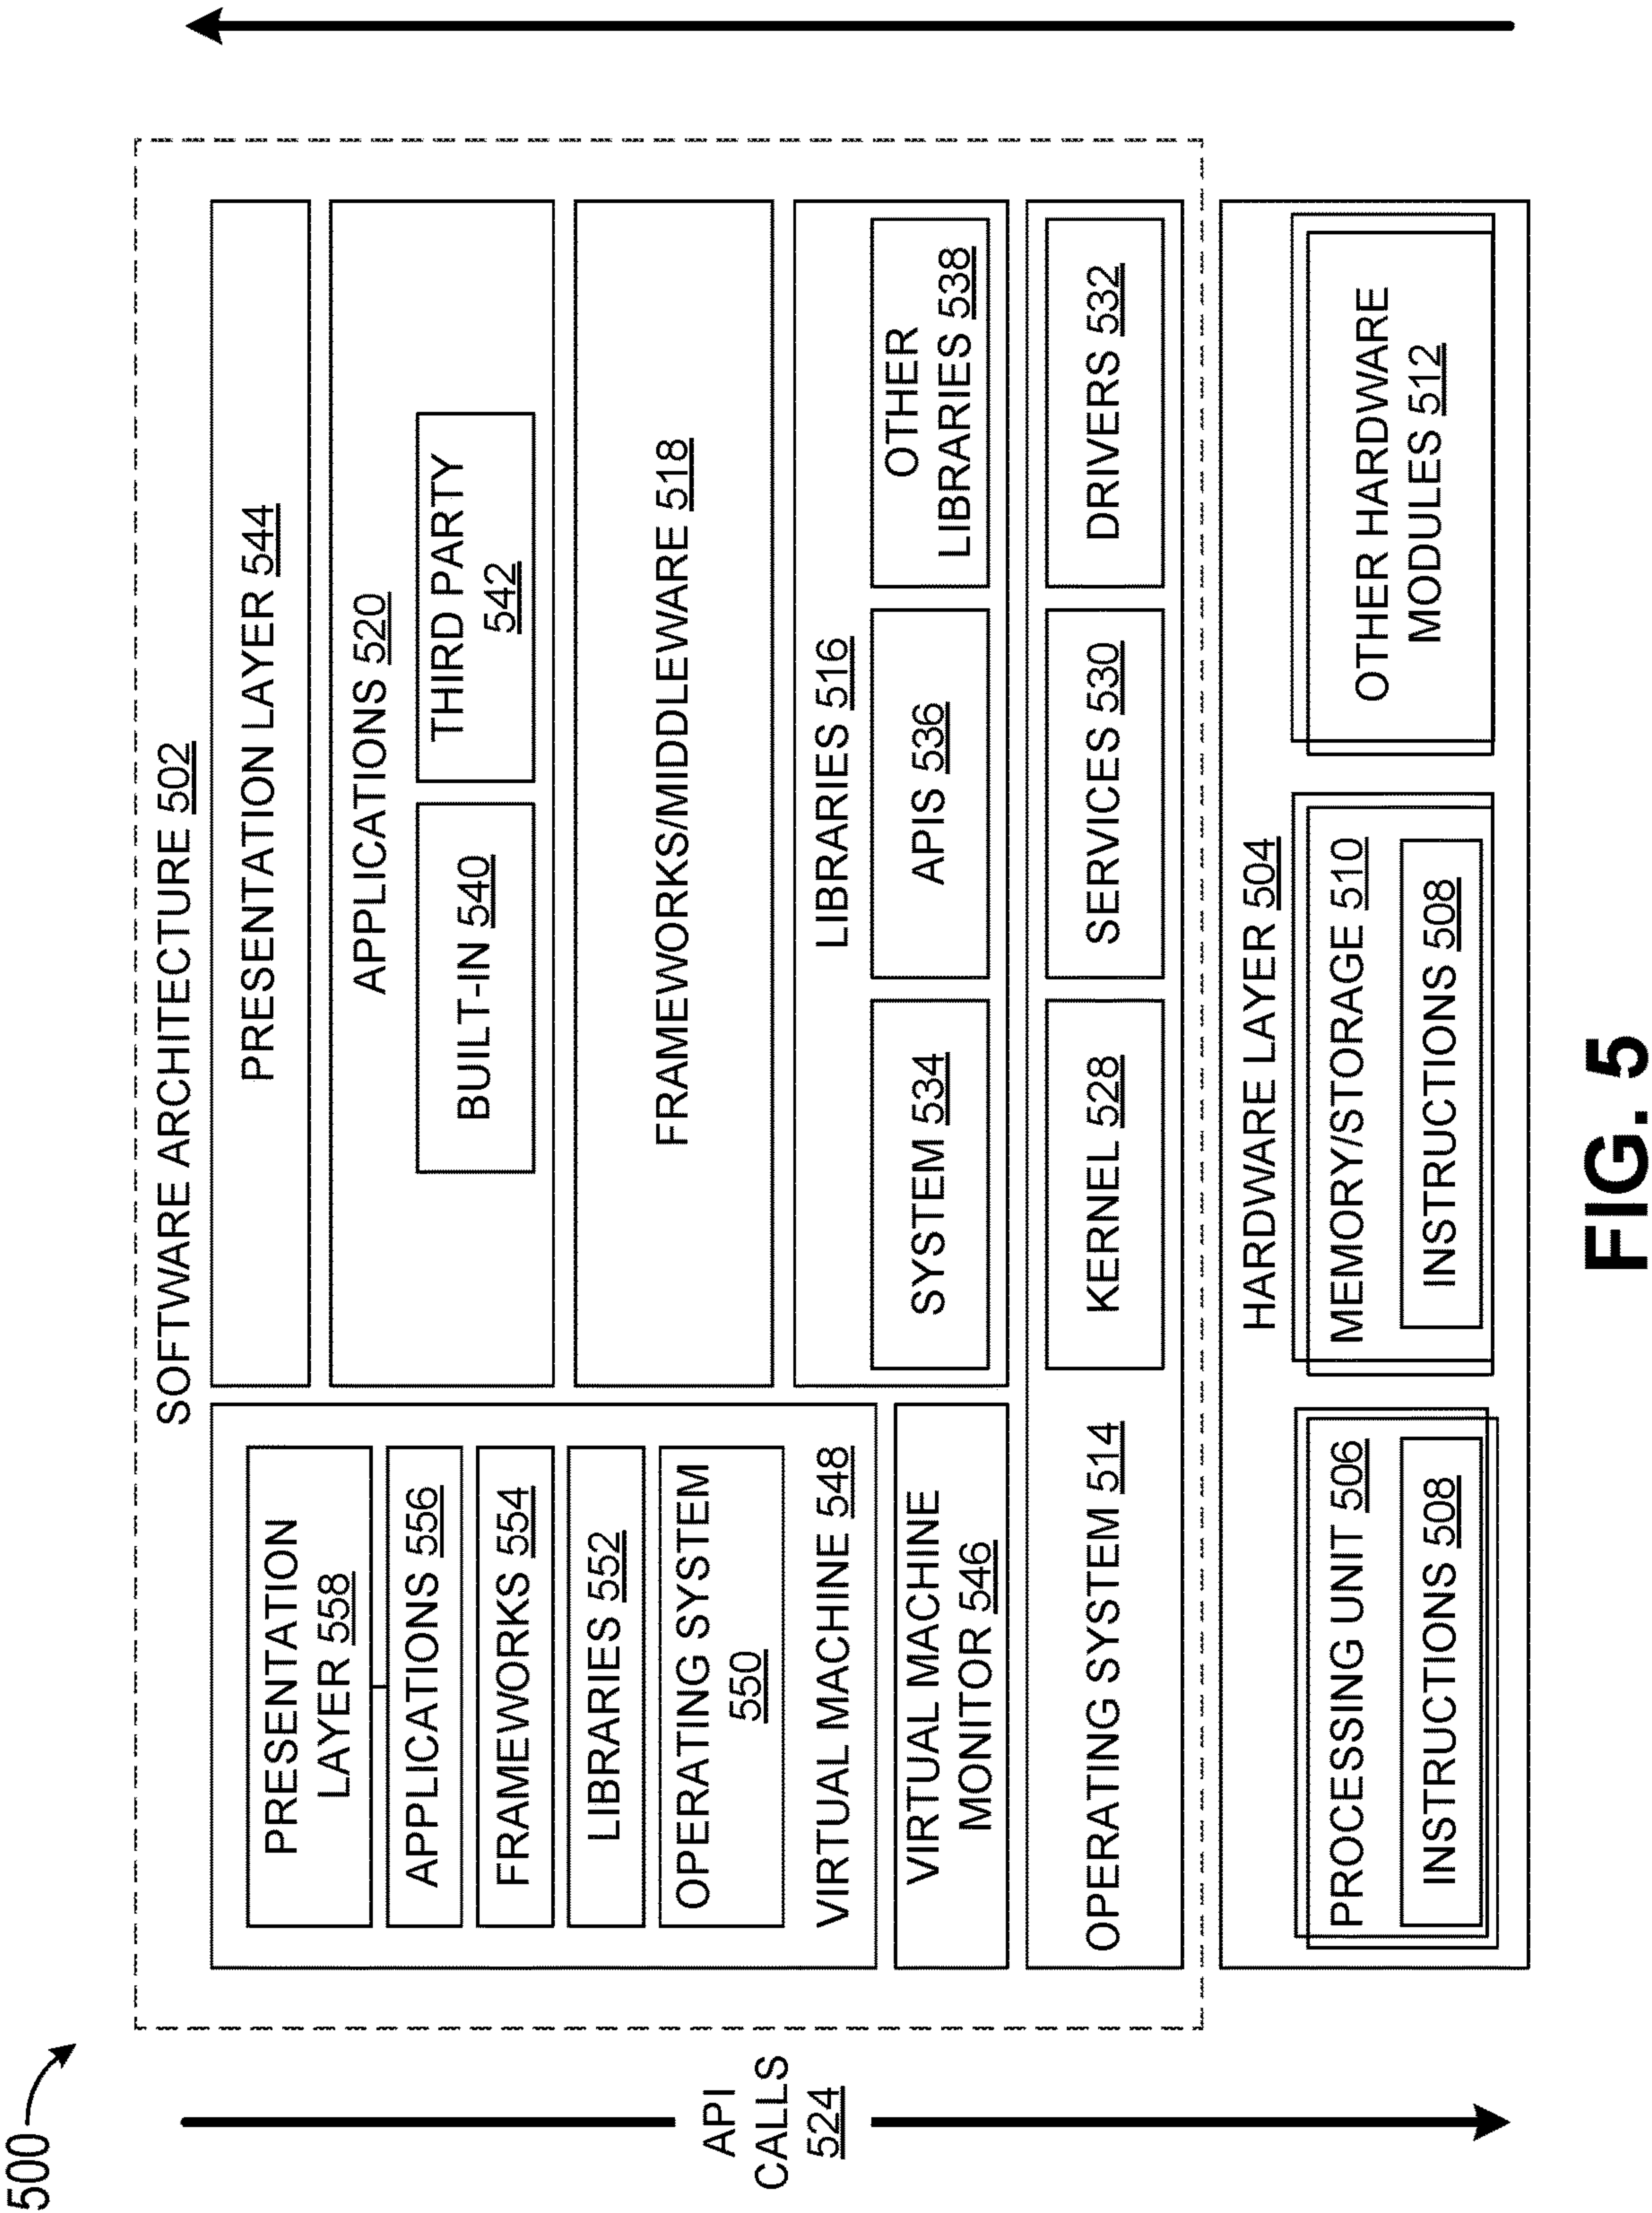 500
SOFTWARE ARCHITECTURE 502
API
CALLS
524
PRESENTATION
LAYER 558
APPLICATIONS 556
FRAMEWORKS 554
LIBRARIES 552
OPERATING SYSTEM
550
VIRTUAL MACHINE 548
VIRTUAL MACHINE
MONITOR 546
PRESENTATION LAYER 544
APPLICATIONS 520
BUILT-IN 540
THIRD PARTY
542
FRAMEWORKS/MIDDLEWARE 518
LIBRARIES 516
SYSTEM 534
APIS 536
OTHER
LIBRARIES 538
OPERATING SYSTEM 514
KERNEL 528
SERVICES 530
DRIVERS 532
HARDWARE LAYER 504
PROCESSING UNIT 506
INSTRUCTIONS 508
MEMORY/STORAGE 510
INSTRUCTIONS 508
OTHER HARDWARE
MODULES 512
FIG. 5